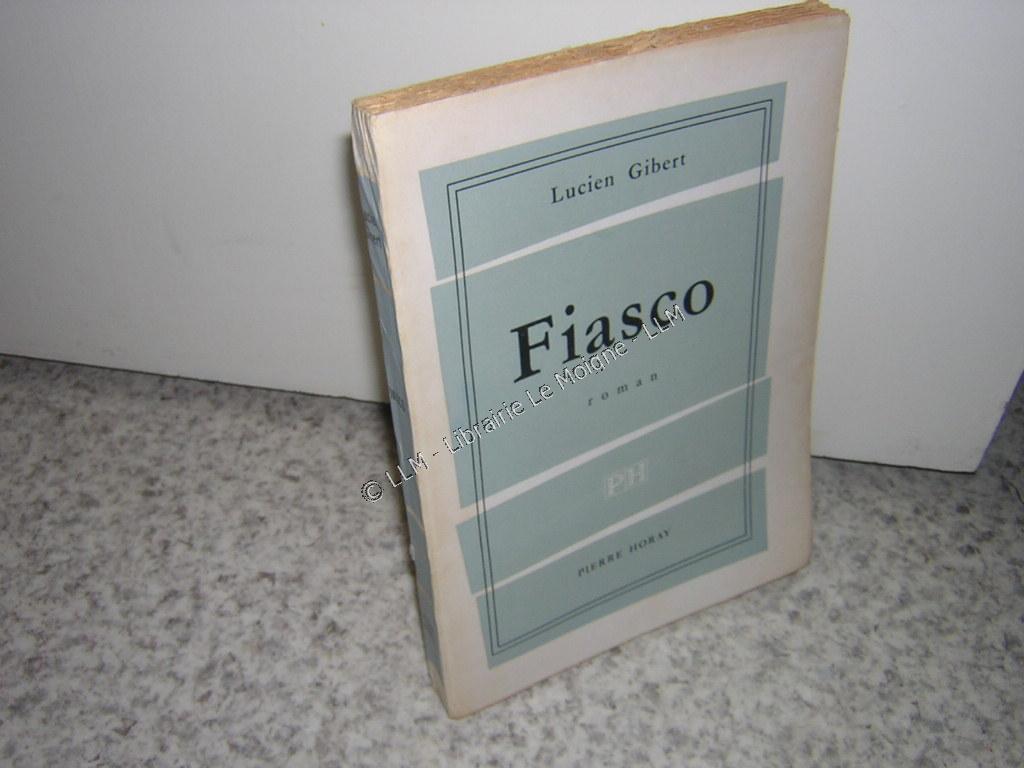 Lucien Gibert
Fiasco
roman
PH
PIERRE HORAY
© LLM - Librairie Le Moigne - LLM